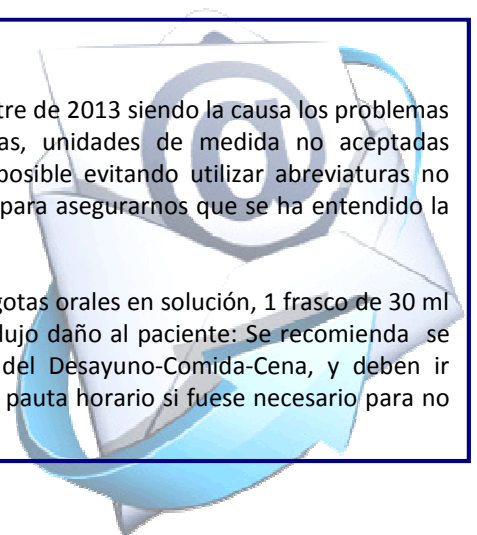 tre de 2013 siendo la causa los problemas
as, unidades de medida no aceptadas
posible evitando utilizar abreviaturas no
para asegurarnos que se ha entendido la
gotas orales en solución, 1 frasco de 30 ml
dujo daño al paciente: Se recomienda se
del Desayuno-Comida-Cena, y deben ir
pauta horario si fuese necesario para no